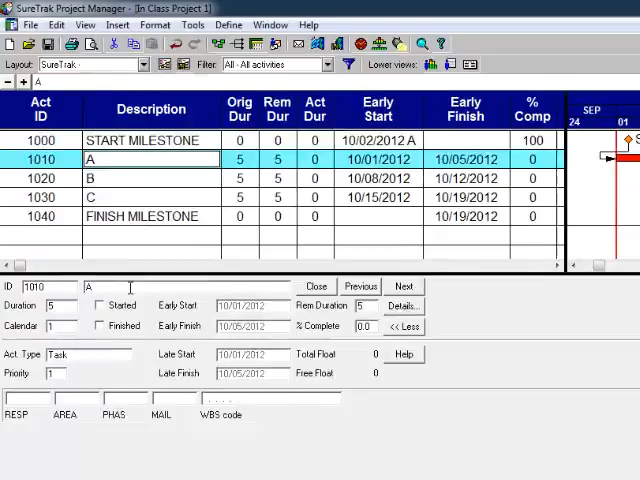 SureTrak Project Manager - [In Class Project 1]
File Edit View Insert Format Tools Define Window Help
Layout: SureTrak - Filter: All - All activities Lower views:
A
Act ID Description Orig Dur Rem Dur Act Dur Early Start Early Finish % Comp SEP 24 01
1000 START MILESTONE 0 0 0 10/02/2012 A 100 S
1010 A 5 5 0 10/01/2012 10/05/2012 0
1020 B 5 5 0 10/08/2012 10/12/2012 0
1030 C 5 5 0 10/15/2012 10/19/2012 0
1040 FINISH MILESTONE 0 0 0 10/19/2012 0
ID 1010 A Close Previous Next
Duration 5 Started Early Start 10/01/2012 Rem Duration 5 Details...
Calendar 1 Finished Early Finish 10/05/2012 % Complete 0.0 << Less
Act. Type Task Late Start 10/01/2012 Total Float 0 Help
Priority 1 Late Finish 10/05/2012 Free Float 0
. . . .
RESP AREA PHAS MAIL WBS code